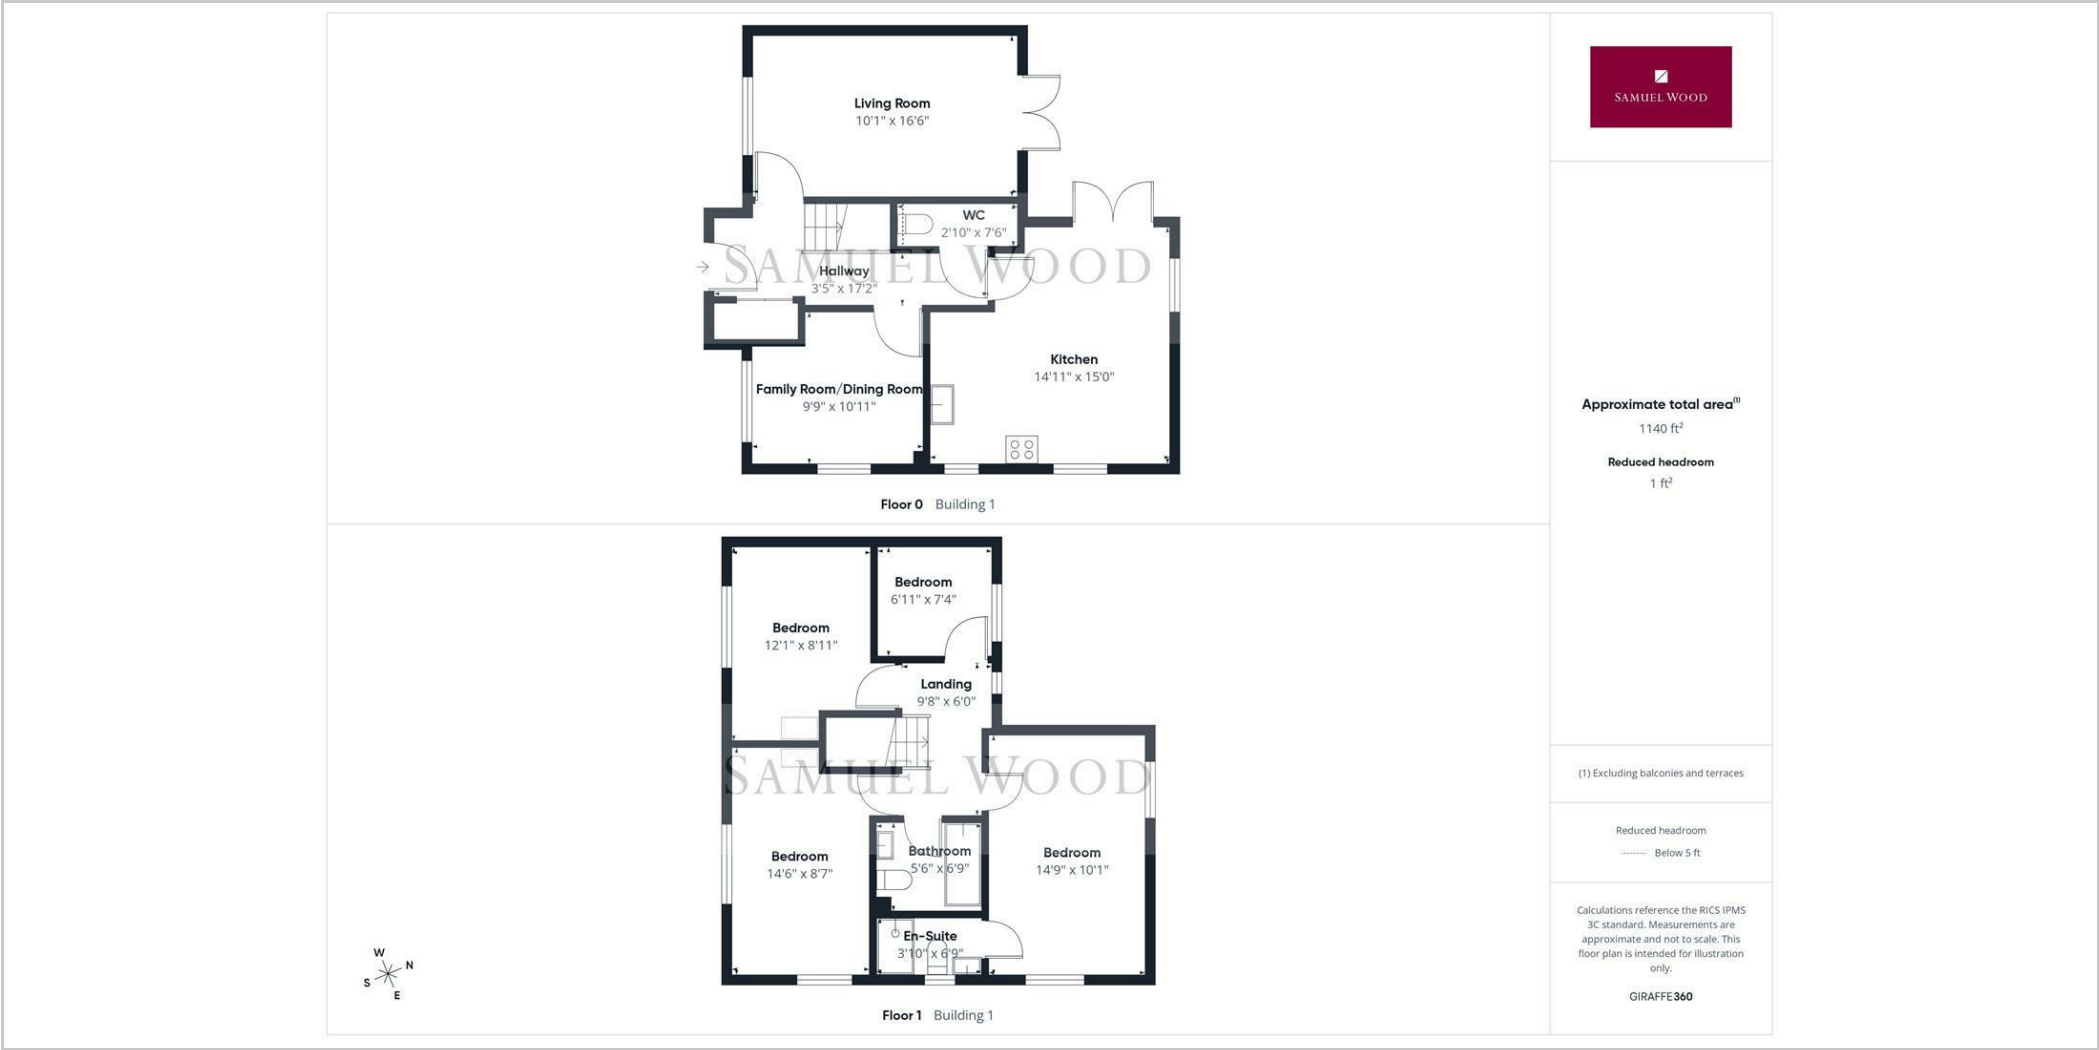 Living Room
10'1" x 16'6"
WC
2'10" x 7'6"
SAMUEL WOOD
Hallway
3'5" x 17'2"
Kitchen
14'11" x 15'0"
Family Room/Dining Room
9'9" x 10'11"
Floor 0 Building 1
Bedroom
6'11" x 7'4"
Bedroom
12'1" x 8'11"
Landing
9'8" x 6'0"
SAMUEL WOOD
Bedroom
14'6" x 8'7"
Bathroom
5'6" x 6'9"
Bedroom
14'9" x 10'1"
En-Suite
3'10" x 6'9"
W
N
S
E
Floor 1 Building 1
SAMUEL WOOD
Approximate total area(1)
1140 ft²
Reduced headroom
1 ft²
(1) Excluding balconies and terraces
Reduced headroom
Below 5 ft
Calculations reference the RICS IPMS
3C standard. Measurements are
approximate and not to scale. This
floor plan is intended for illustration
only.
GIRAFFE360